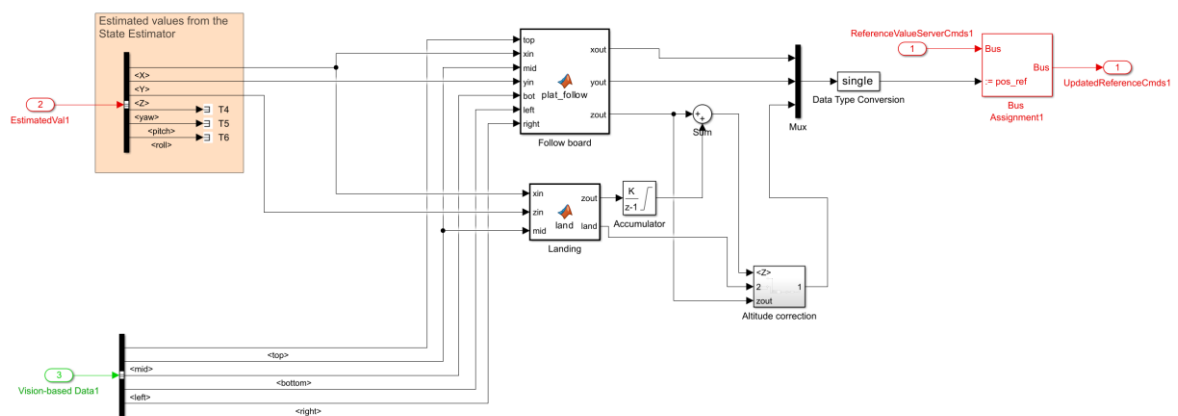 Estimated values from the
State Estimator
<X>
<Y>
<Z>
<yaw>
<pitch>
<roll>
T4
T5
T6
2
EstimatedVal1
top
xin
mid
yin
bot
left
right
plat_follow
xout
yout
zout
Follow board
xin
zin
mid
land
zout
land
Landing
K
z-1
Accumulator
+
+
Sum
<Z>
2
zout
1
Altitude correction
Mux
single
Data Type Conversion
ReferenceValueServerCmds1
1
Bus
:= pos_ref
Bus
Bus
Assignment1
1
UpdatedReferenceCmds1
3
Vision-based Data1
<top>
<mid>
<bottom>
<left>
<right>